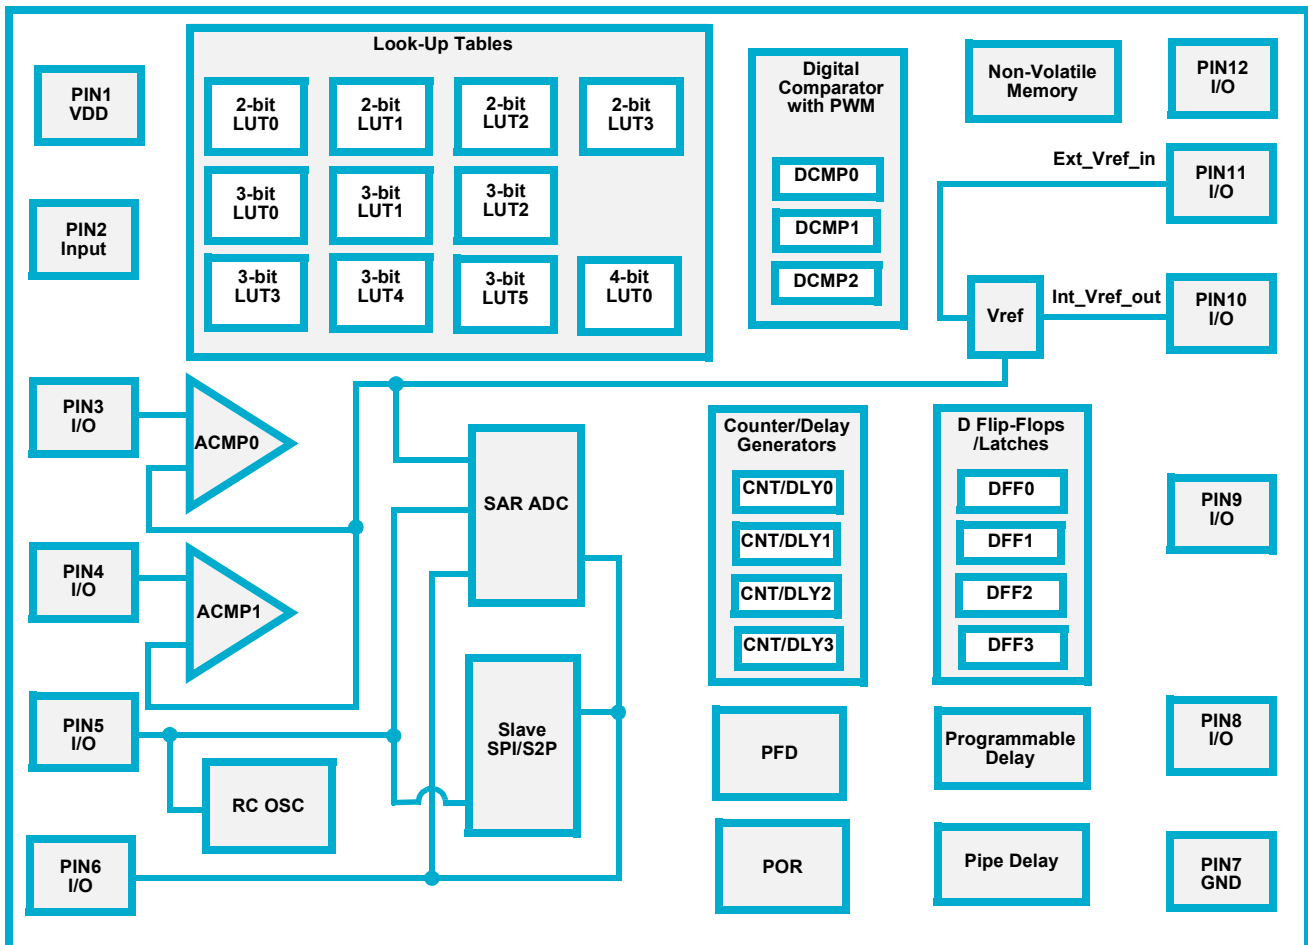 Look-Up Tables
PIN1
VDD
2-bit
LUT0
2-bit
LUT1
2-bit
LUT2
2-bit
LUT3
3-bit
LUT0
3-bit
LUT1
3-bit
LUT2
3-bit
LUT3
3-bit
LUT4
3-bit
LUT5
4-bit
LUT0
Digital
Comparator
with PWM
DCMP0
DCMP1
DCMP2
Non-Volatile
Memory
PIN12
I/O
Ext_Vref_in
PIN11
I/O
PIN2
Input
Vref
Int_Vref_out
PIN10
I/O
PIN3
I/O
ACMP0
SAR ADC
Counter/Delay
Generators
CNT/DLY0
CNT/DLY1
CNT/DLY2
CNT/DLY3
D Flip-Flops
/Latches
DFF0
DFF1
DFF2
DFF3
PIN9
I/O
PIN4
I/O
ACMP1
PIN5
I/O
RC OSC
Slave
SPI/S2P
PFD
Programmable
Delay
PIN8
I/O
PIN6
I/O
POR
Pipe Delay
PIN7
GND